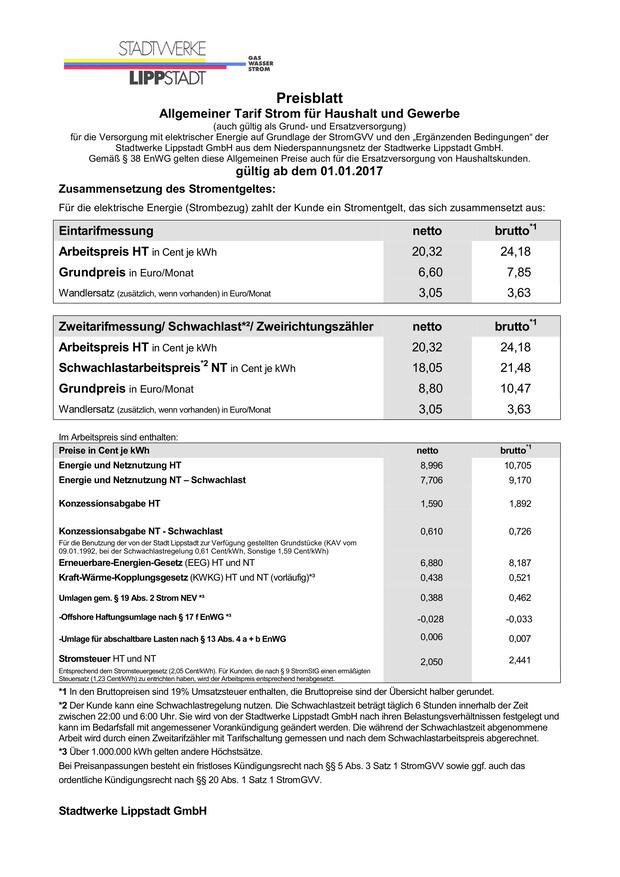 STADTWERKE
LIPPSTADT
GAS
WASSER
STROM
Preisblatt
Allgemeiner Tarif Strom für Haushalt und Gewerbe
(auch gültig als Grund- und Ersatzversorgung)
für die Versorgung mit elektrischer Energie auf Grundlage der StromGVV und den „Ergänzenden Bedingungen" der
Stadtwerke Lippstadt GmbH aus dem Niederspannungsnetz der Stadtwerke Lippstadt GmbH.
Gemäß § 38 EnWG gelten diese Allgemeinen Preise auch für die Ersatzversorgung von Haushaltskunden.
gültig ab dem 01.01.2017
Zusammensetzung des Stromentgeltes:
Für die elektrische Energie (Strombezug) zahlt der Kunde ein Stromentgelt, das sich zusammensetzt aus:
Eintarifmessung netto brutto*1
Arbeitspreis HT in Cent je kWh 20,32 24,18
Grundpreis in Euro/Monat 6,60 7,85
Wandlersatz (zusätzlich, wenn vorhanden) in Euro/Monat 3,05 3,63
Zweitarifmessung/ Schwachlast*²/ Zweirichtungszähler netto brutto*1
Arbeitspreis HT in Cent je kWh 20,32 24,18
Schwachlastarbeitspreis*2 NT in Cent je kWh 18,05 21,48
Grundpreis in Euro/Monat 8,80 10,47
Wandlersatz (zusätzlich, wenn vorhanden) in Euro/Monat 3,05 3,63
Im Arbeitspreis sind enthalten:
Preise in Cent je kWh netto brutto*1
Energie und Netznutzung HT 8,996 10,705
Energie und Netznutzung NT – Schwachlast 7,706 9,170
Konzessionsabgabe HT 1,590 1,892
Konzessionsabgabe NT - Schwachlast 0,610 0,726
Für die Benutzung der von der Stadt Lippstadt zur Verfügung gestellten Grundstücke (KAV vom
09.01.1992, bei der Schwachlastregelung 0,61 Cent/kWh, Sonstige 1,59 Cent/kWh)
Erneuerbare-Energien-Gesetz (EEG) HT und NT 6,880 8,187
Kraft-Wärme-Kopplungsgesetz (KWKG) HT und NT (vorläufig)*³ 0,438 0,521
Umlagen gem. § 19 Abs. 2 Strom NEV *³ 0,388 0,462
-Offshore Haftungsumlage nach § 17 f EnWG *³ -0,028 -0,033
-Umlage für abschaltbare Lasten nach § 13 Abs. 4 a + b EnWG 0,006 0,007
Stromsteuer HT und NT 2,050 2,441
Entsprechend dem Stromsteuergesetz (2,05 Cent/kWh). Für Kunden, die nach § 9 StromStG einen ermäßigten
Steuersatz (1,23 Cent/kWh) zu entrichten haben, wird der Arbeitspreis entsprechend herabgesetzt.
*1 In den Bruttopreisen sind 19% Umsatzsteuer enthalten, die Bruttopreise sind der Übersicht halber gerundet.
*2 Der Kunde kann eine Schwachlastregelung nutzen. Die Schwachlastzeit beträgt täglich 6 Stunden innerhalb der Zeit
zwischen 22:00 und 6:00 Uhr. Sie wird von der Stadtwerke Lippstadt GmbH nach ihren Belastungsverhältnissen festgelegt und
kann im Bedarfsfall mit angemessener Vorankündigung geändert werden. Die während der Schwachlastzeit abgenommene
Arbeit wird durch einen Zweitarifzähler mit Tarifschaltung gemessen und nach dem Schwachlastarbeitspreis abgerechnet.
*3 Über 1.000.000 kWh gelten andere Höchstsätze.
Bei Preisanpassungen besteht ein fristloses Kündigungsrecht nach §§ 5 Abs. 3 Satz 1 StromGVV sowie ggf. auch das
ordentliche Kündigungsrecht nach §§ 20 Abs. 1 Satz 1 StromGVV.
Stadtwerke Lippstadt GmbH